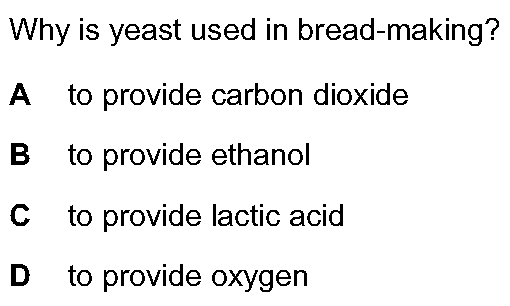 Why is yeast used in bread-making?
A to provide carbon dioxide
B to provide ethanol
C to provide lactic acid
D to provide oxygen